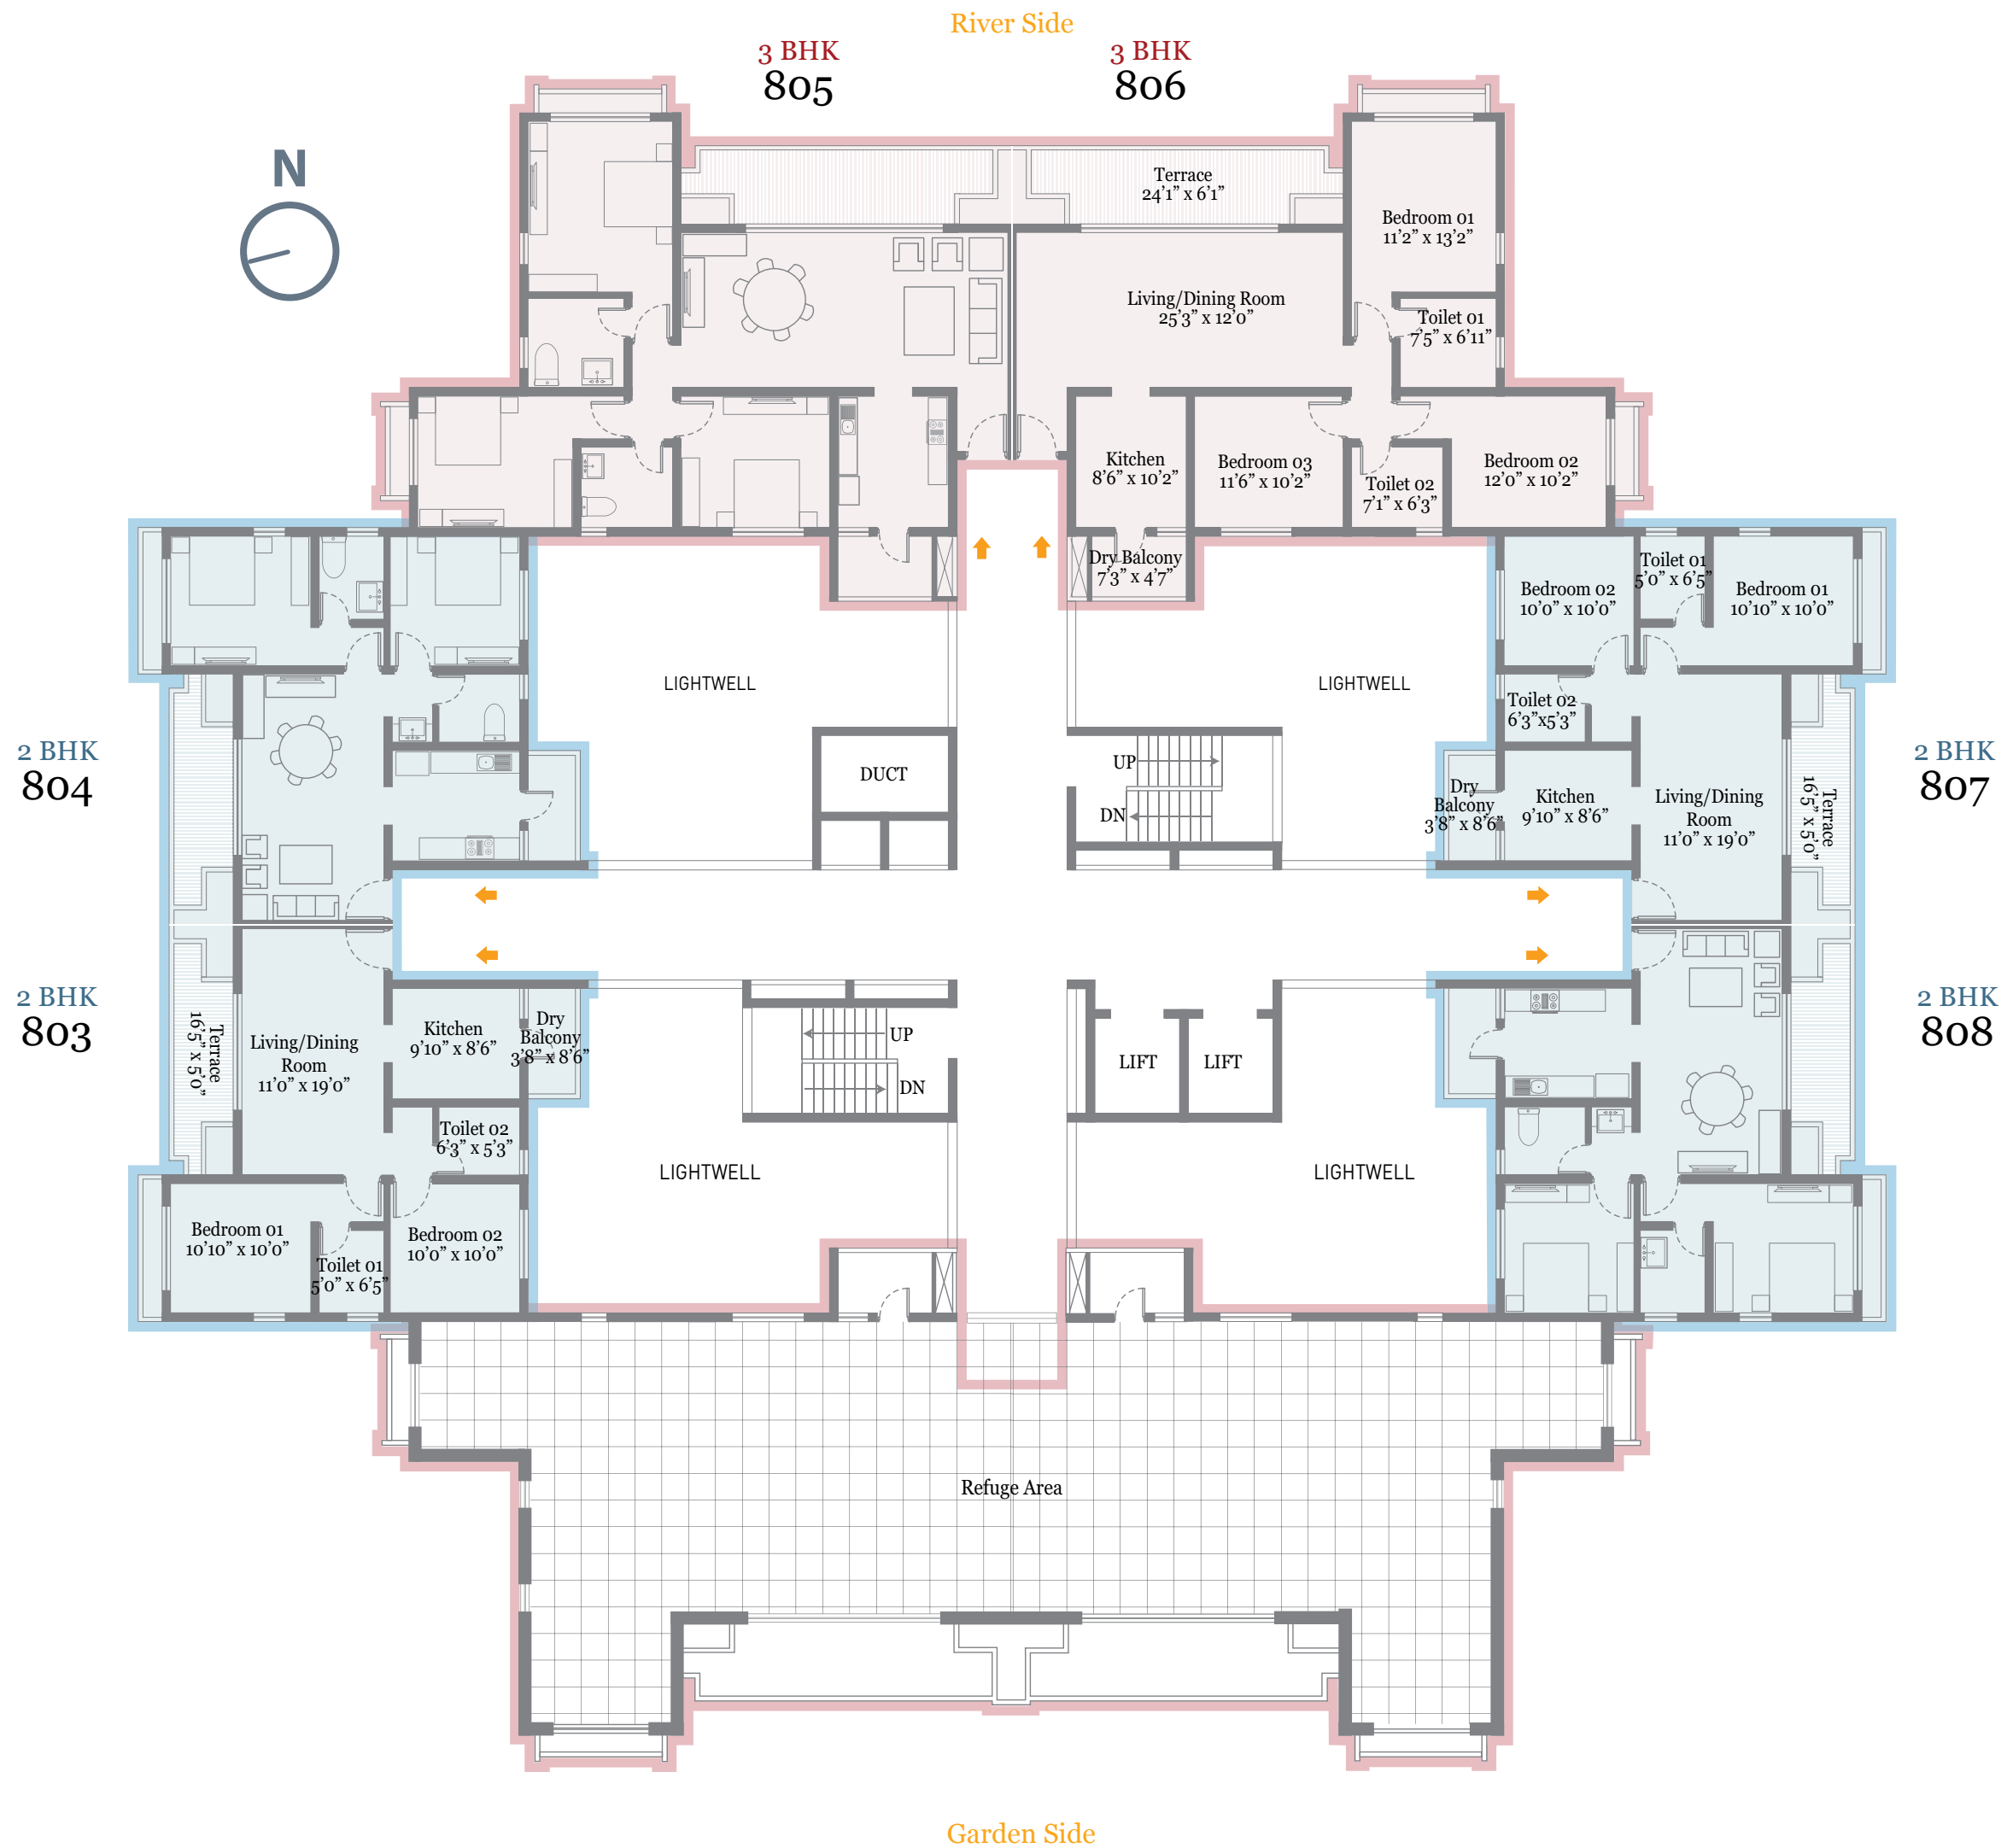 River Side
3 BHK
805
3 BHK
806
N
Terrace
24'1” x 6'1”
Bedroom 01
11'2” x 13'2”
Living/Dining Room
25'3” x 12'0”
Toilet 01
7'5” x 6'11”
Kitchen
8'6” x 10'2”
Bedroom 03
11'6” x 10'2”
Toilet 02
7'1” x 6'3”
Bedroom 02
12'0” x 10'2”
Dry Balcony
7'3” x 4'7”
Bedroom 02
10'0” x 10'0”
Toilet 01
5'0” x 6'5”
Bedroom 01
10'10” x 10'0”
LIGHTWELL
LIGHTWELL
Toilet 02
6'3”x5'3”
2 BHK
804
DUCT
UP
DN
Dry
Balcony
3'8” x 8'6”
Kitchen
9'10” x 8'6”
Living/Dining
Room
11'0” x 19'0”
Terrace
16'5” x 5'0”
2 BHK
807
2 BHK
803
Terrace
16'5” x 5'0”
Living/Dining
Room
11'0” x 19'0”
Kitchen
9'10” x 8'6”
Dry
Balcony
3'8” x 8'6”
UP
DN
LIFT
LIFT
2 BHK
808
Toilet 02
6'3” x 5'3”
LIGHTWELL
LIGHTWELL
Bedroom 01
10'10” x 10'0”
Toilet 01
5'0” x 6'5”
Bedroom 02
10'0” x 10'0”
Refuge Area
Garden Side